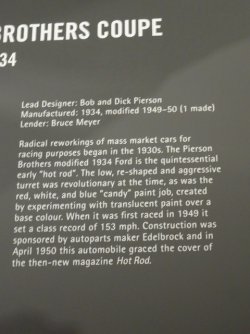 BROTHERS COUPE
34
Lead Designer: Bob and Dick Pierson
Manufactured: 1934, modified 1949–50 (1 made)
Lender: Bruce Meyer
Radical reworkings of mass market cars for
racing purposes began in the 1930s. The Pierson
Brothers modified 1934 Ford is the quintessential
early "hot rod". The low, re-shaped and aggressive
turret was revolutionary at the time, as was the
red, white, and blue "candy" paint job, created
by experimenting with translucent paint over a
base colour. When it was first raced in 1949 it
set a class record of 153 mph. Construction was
sponsored by autoparts maker Edelbrock and in
April 1950 this automobile graced the cover of
the then-new magazine Hot Rod.